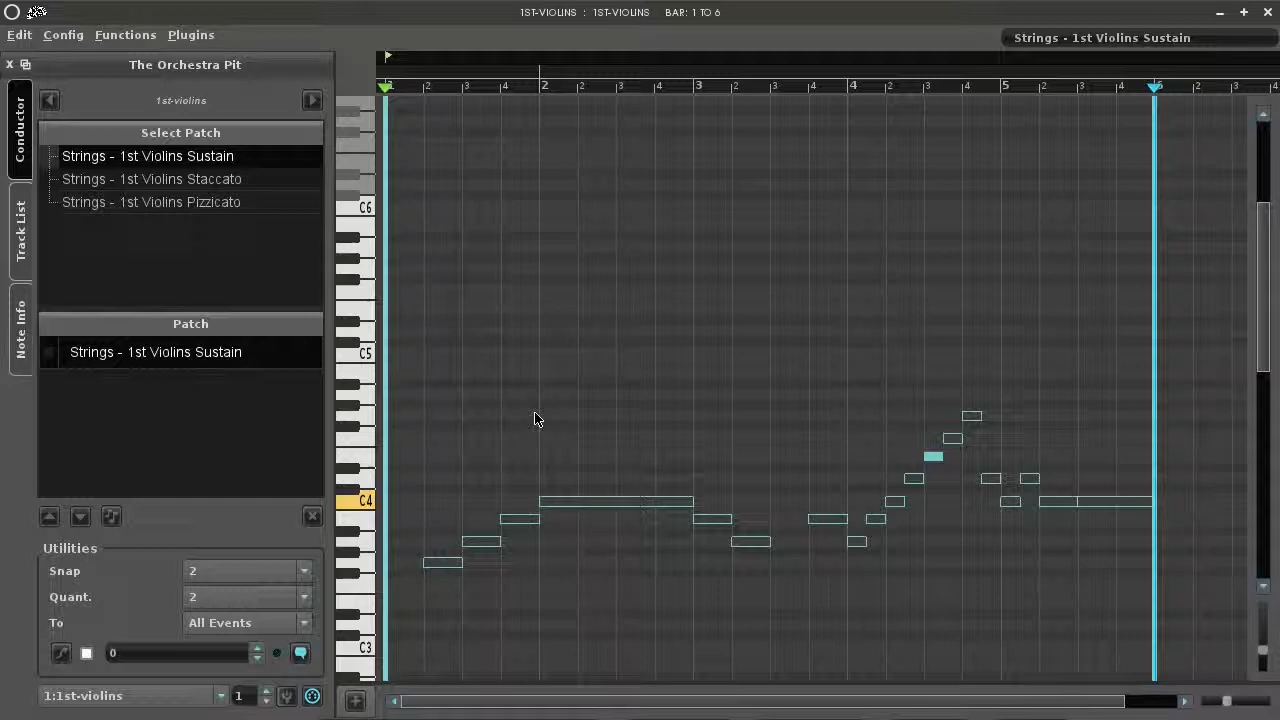 1ST-VIOLINS : 1ST-VIOLINS BAR: 1 TO 6
Edit Config Functions Plugins
Strings - 1st Violins Sustain
X The Orchestra Pit
1st-violins
Conductor
Track List
Note Info
Select Patch
Strings - 1st Violins Sustain
Strings - 1st Violins Staccato
Strings - 1st Violins Pizzicato
Patch
Strings - 1st Violins Sustain
Utilities
Snap 2
Quant. 2
To All Events
0
1:1st-violins 1
2 3 4 2 2 3 4 3 2 3 4 4 2 3 4 5 2 3 4 2 3 4
C6
C5
C4
C3